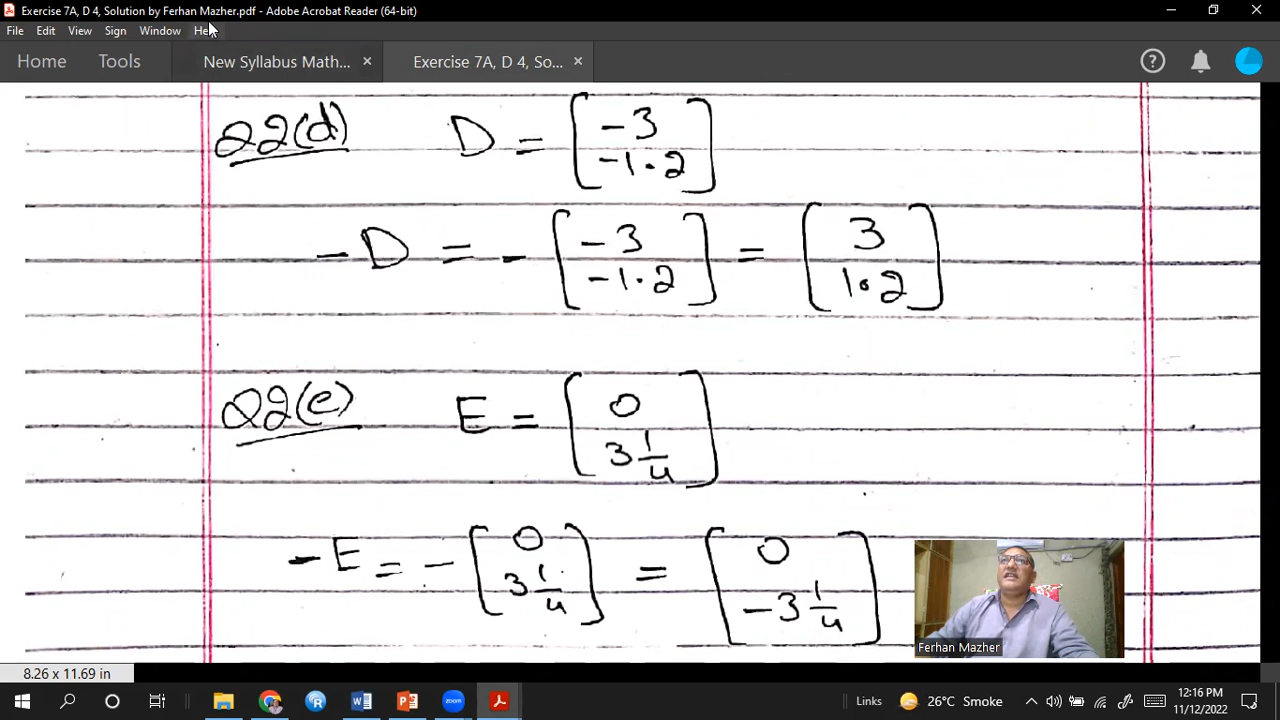 Exercise 7A, D 4, Solution by Ferhan Mazher.pdf - Adobe Acrobat Reader (64-bit)
File Edit View Sign Window Help
Home Tools New Syllabus Math... × Exercise 7A, D 4, So... ×
Q2(d) D = [-3
-1.2]
-D = -[-3
-1.2] = [3
1.2]
Q2(e) E = [0
3 1/4]
-E = -[0
3 1/4] = [0
-3 1/4]
Ferhan Mazher
8.26 x 11.69 in
Links 26°C Smoke 12:16 PM
11/12/2022